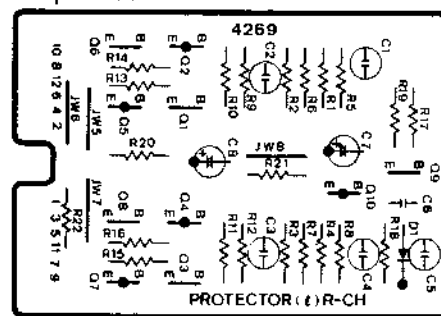 4269
Q6
E B
E B
Q2
C2
C1
R14
R13
10 8 12 6 4 2
JW6
JW5
R10
R9
R2
R6
R1
R5
R19
R17
E B
Q5
Q1
E B
R20
C8
JW8
R21
C7
E B
Q9
Q10
E B
C6
JW7
1 3 5 11 7 9
R22
Q8
E B
Q4
E B
R16
R15
R11
R12
C3
R3
R7
R4
R8
C4
R18
D1
C5
Q7
E B
Q3
E B
PROTECTOR(ℓ)R-CH